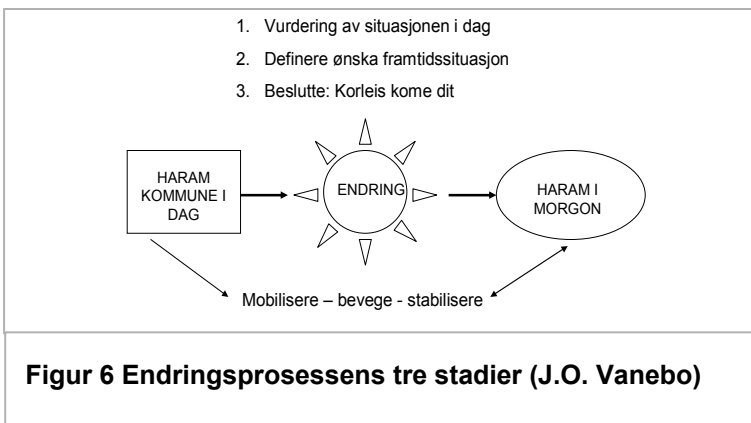 1. Vurdering av situasjonen i dag
2. Definere ønska framtidssituasjon
3. Beslutte: Korleis kome dit
HARAM
KOMMUNE I
DAG
ENDRING
HARAM I
MORGON
Mobilisere – bevege - stabilisere
Figur 6 Endringsprosessens tre stadier (J.O. Vanebo)